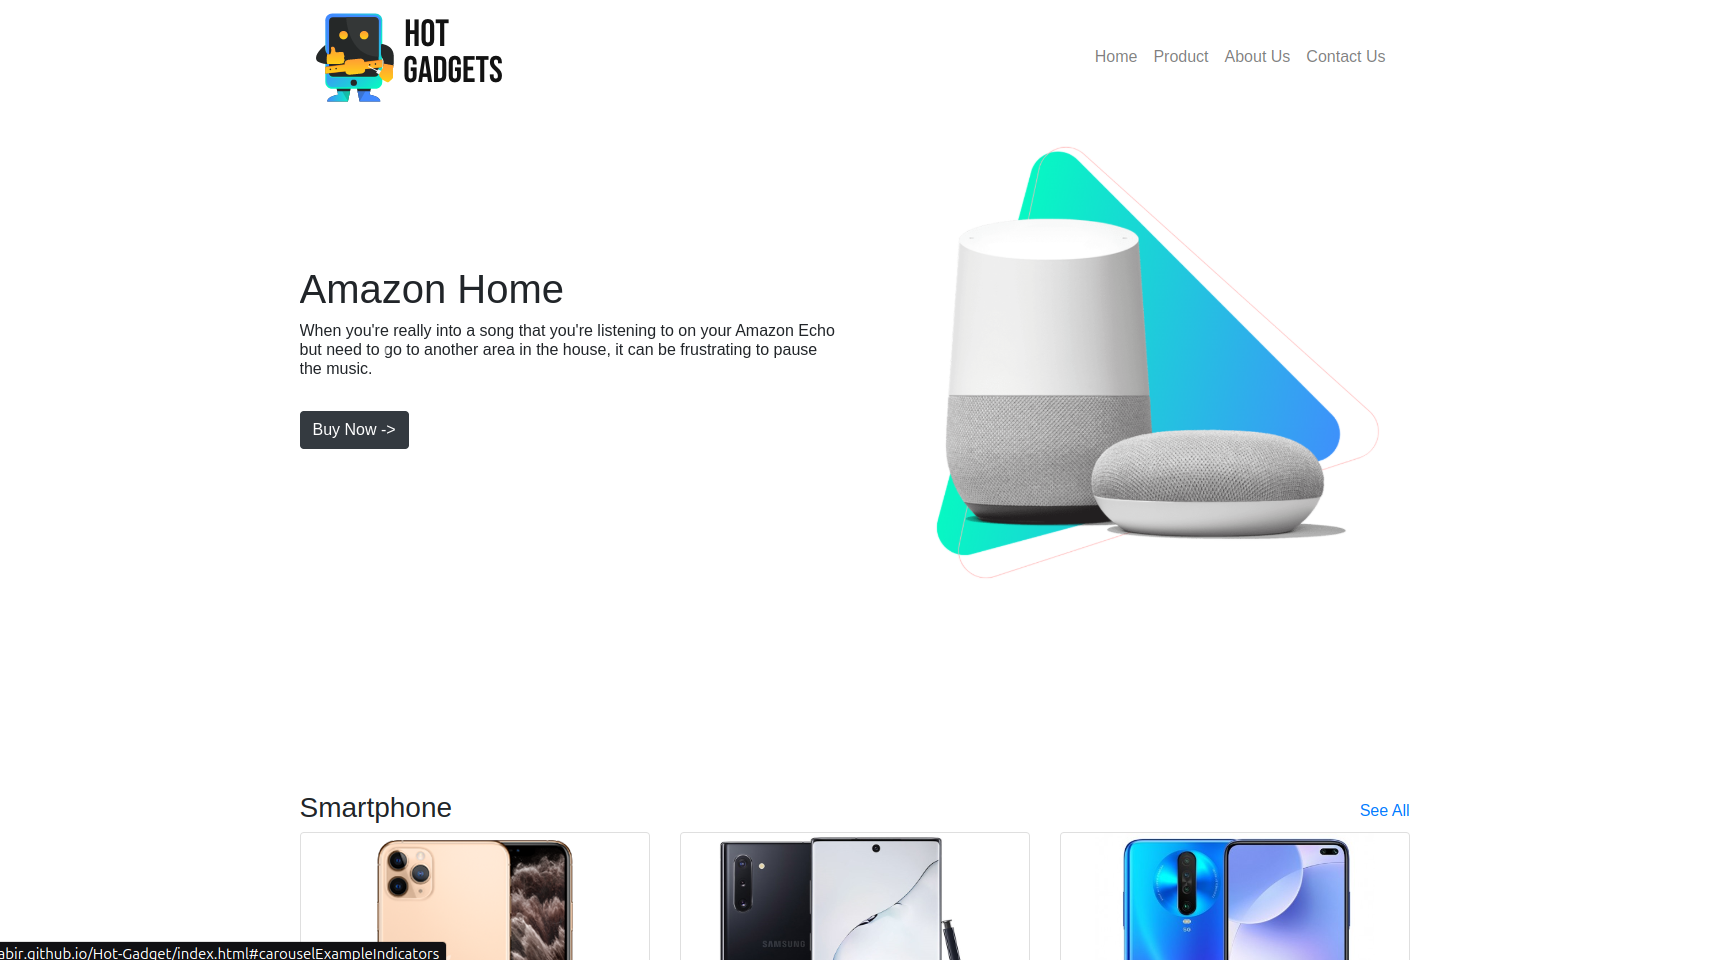 HOT
GADGETS
Home Product About Us Contact Us
Amazon Home
When you're really into a song that you're listening to on your Amazon Echo
but need to go to another area in the house, it can be frustrating to pause
the music.
Buy Now ->
Smartphone
See All
SAMSUNG
5G
abir.github.io/Hot-Gadget/index.html#carouselExampleIndicators